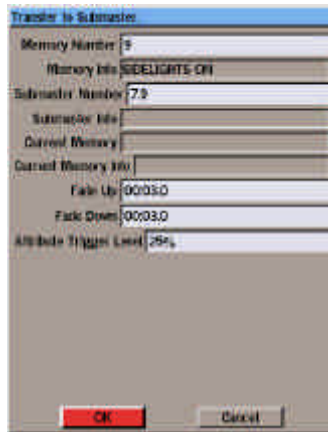 Transfer to Submaster
Memory Number 9
Memory Info SIDELIGHTS ON
Submaster Number 7.9
Submaster Info
Current Memory
Current Memory Info
Fade Up 00:03.0
Fade Down 00:03.0
Attribute Trigger Level 25%
OK Cancel